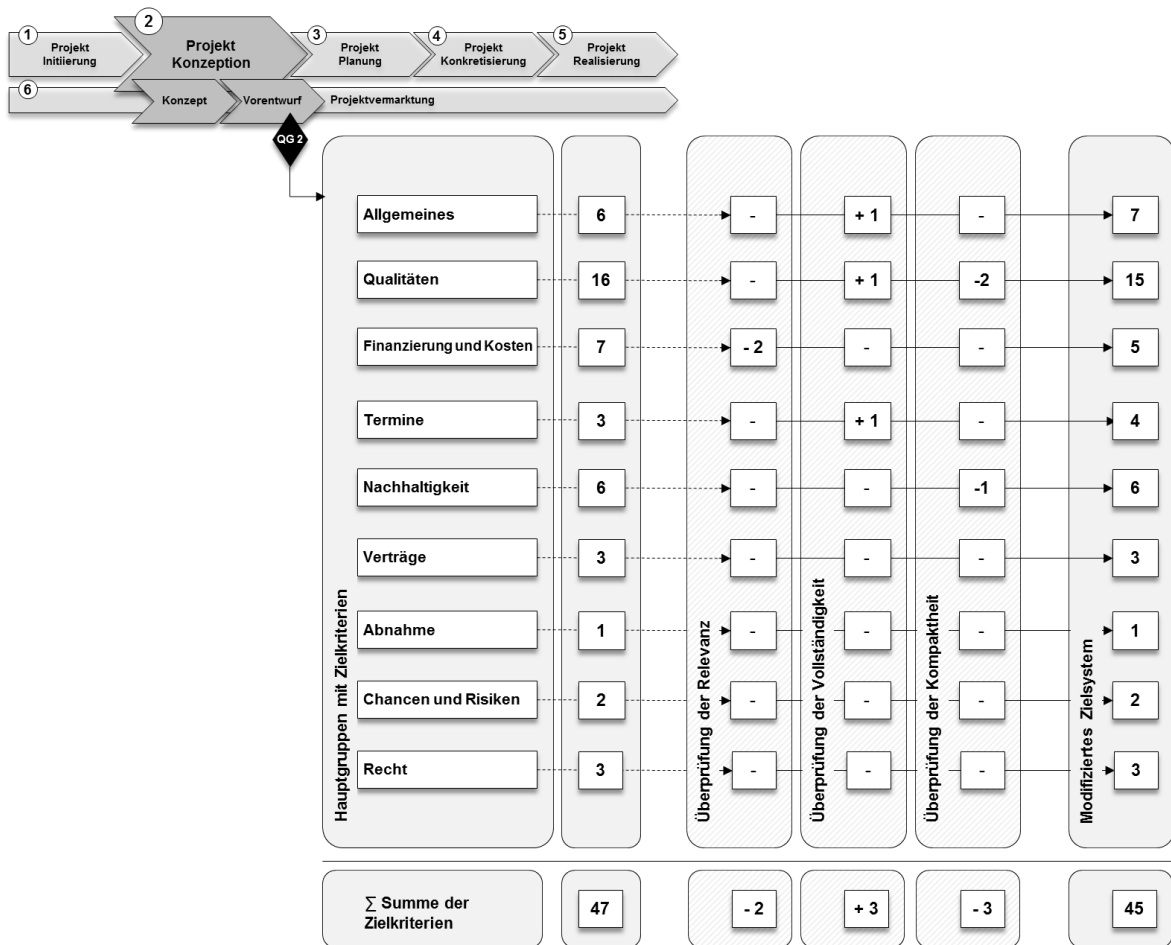 1
Projekt
Initiierung
2
Projekt
Konzeption
3
Projekt
Planung
4
Projekt
Konkretisierung
5
Projekt
Realisierung
6
Konzept
Vorentwurf
Projektvermarktung
QG 2
Hauptgruppen mit Zielkriterien
Überprüfung der Relevanz
Überprüfung der Vollständigkeit
Überprüfung der Kompaktheit
Modifiziertes Zielsystem
Allgemeines 6 - + 1 - 7
Qualitäten 16 - + 1 -2 15
Finanzierung und Kosten 7 - 2 - - 5
Termine 3 - + 1 - 4
Nachhaltigkeit 6 - - -1 6
Verträge 3 - - - 3
Abnahme 1 - - - 1
Chancen und Risiken 2 - - - 2
Recht 3 - - - 3
∑ Summe der
Zielkriterien
47 - 2 + 3 - 3 45